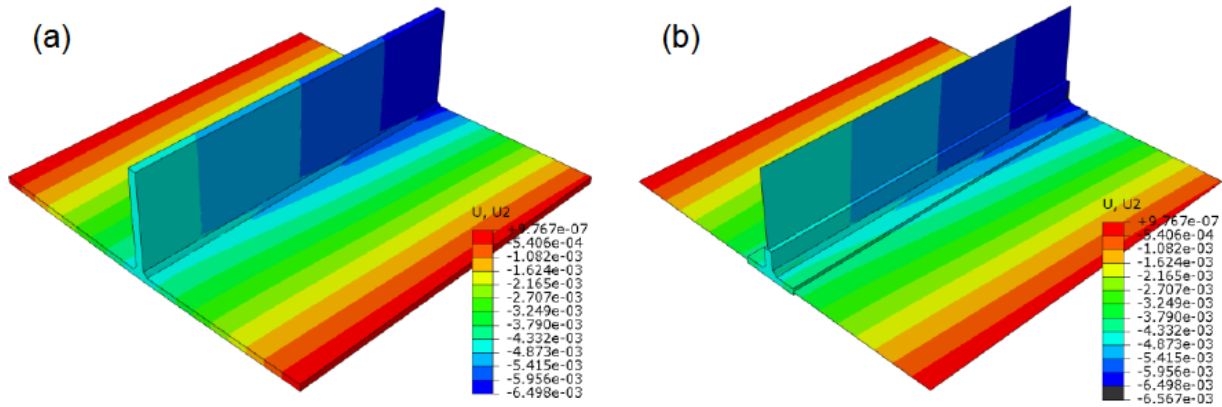 (a)
(b)
U, U2
+9.767e-07
-5.406e-04
-1.082e-03
-1.624e-03
-2.165e-03
-2.707e-03
-3.249e-03
-3.790e-03
-4.332e-03
-4.873e-03
-5.415e-03
-5.956e-03
-6.498e-03
U, U2
+9.767e-07
-5.406e-04
-1.082e-03
-1.624e-03
-2.165e-03
-2.707e-03
-3.249e-03
-3.790e-03
-4.332e-03
-4.873e-03
-5.415e-03
-5.956e-03
-6.498e-03
-6.567e-03